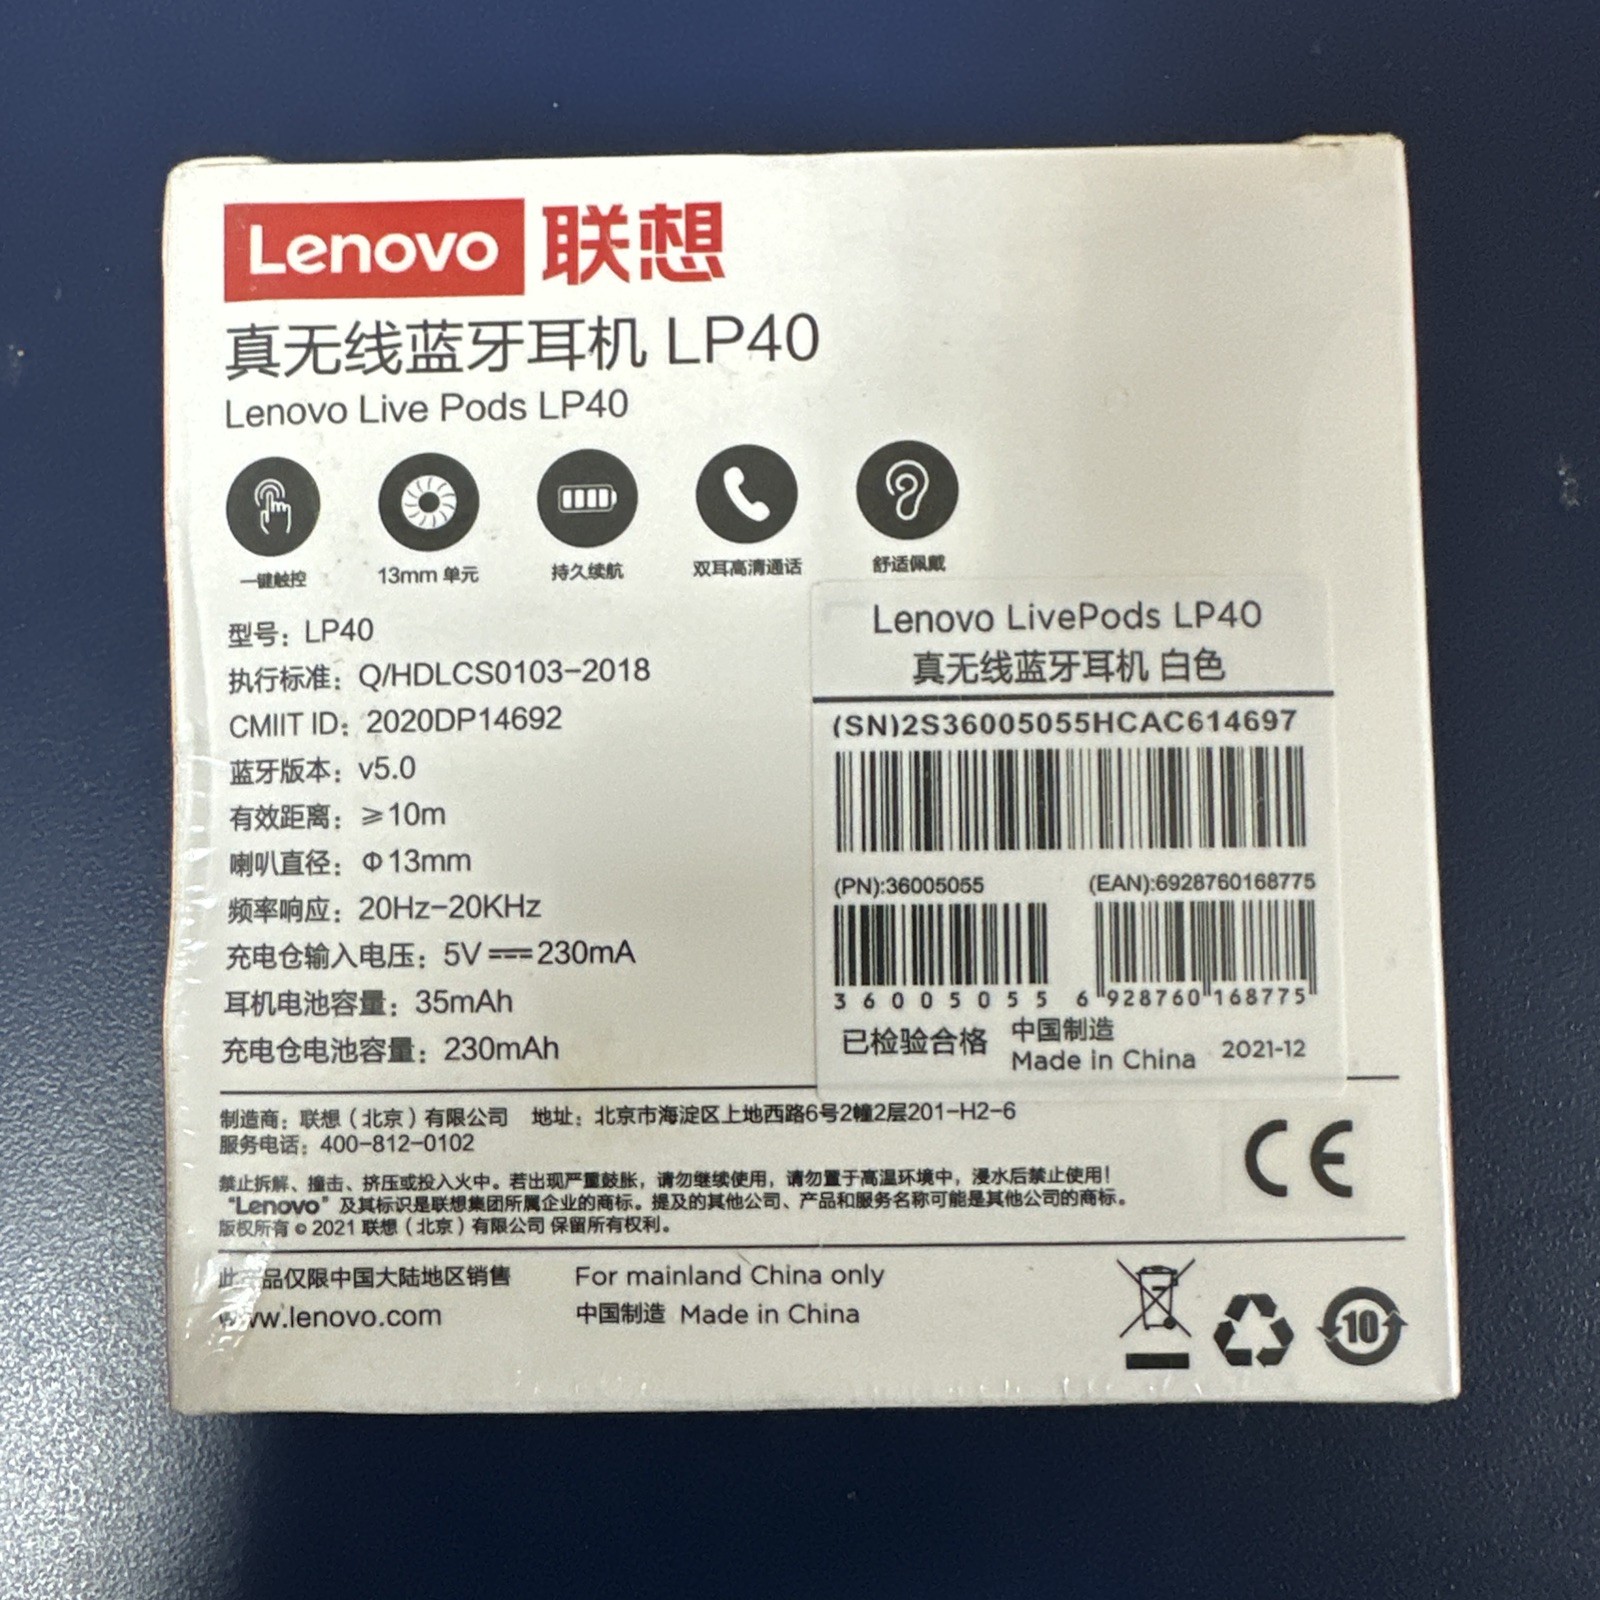 Lenovo 联想
真无线蓝牙耳机 LP40
Lenovo Live Pods LP40
一键触控
13mm 单元
持久续航
双耳高清通话
舒适佩戴
型号：LP40
执行标准：Q/HDLCS0103-2018
CMIIT ID：2020DP14692
蓝牙版本：v5.0
有效距离：≥10m
喇叭直径：Φ13mm
频率响应：20Hz-20KHz
充电仓输入电压：5V⎓230mA
耳机电池容量：35mAh
充电仓电池容量：230mAh
Lenovo LivePods LP40
真无线蓝牙耳机 白色
(SN)2S36005055HCAC614697
(PN):36005055
(EAN):6928760168775
36005055
6 928760 168775
已检验合格
中国制造
Made in China
2021-12
制造商：联想（北京）有限公司 地址：北京市海淀区上地西路6号2幢2层201-H2-6
服务电话：400-812-0102
禁止拆解、撞击、挤压或投入火中。若出现严重鼓胀，请勿继续使用，请勿置于高温环境中，浸水后禁止使用！
“Lenovo”及其标识是联想集团所属企业的商标。提及的其他公司、产品和服务名称可能是其他公司的商标。
版权所有 © 2021 联想（北京）有限公司 保留所有权利。
CE
此产品仅限中国大陆地区销售 For mainland China only
www.lenovo.com 中国制造 Made in China
10